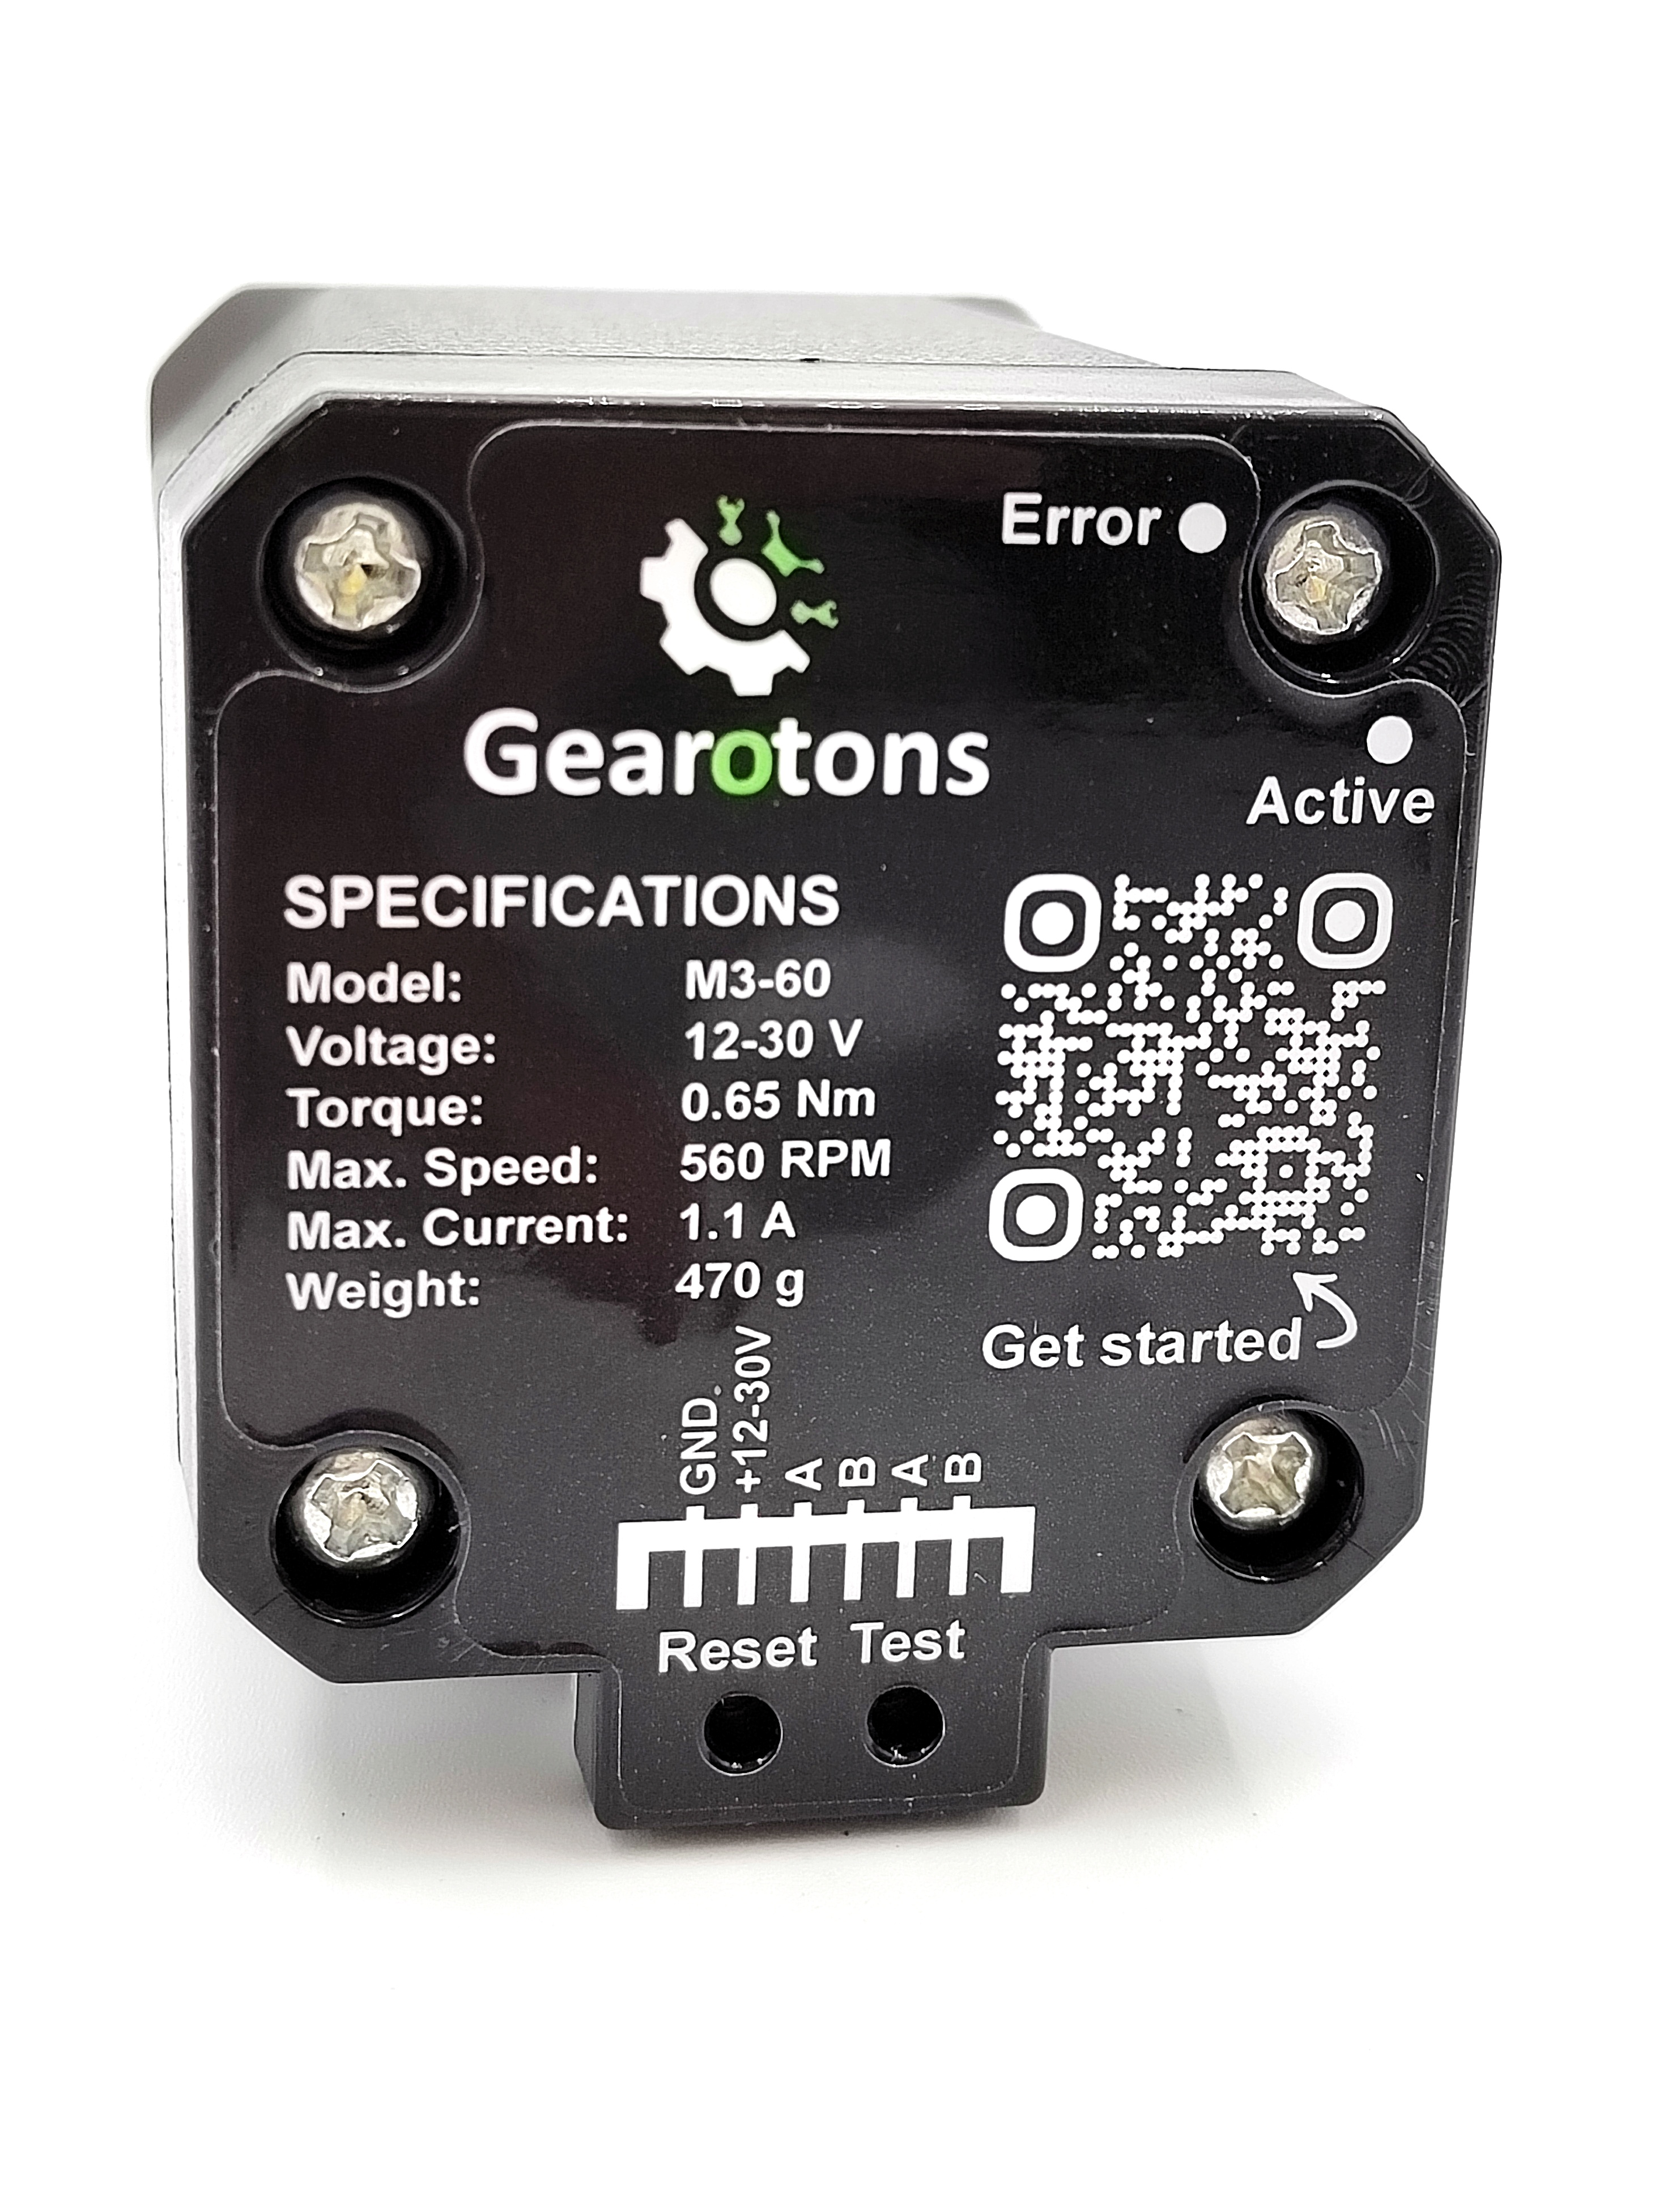 Error
Gearotons
Active
SPECIFICATIONS
Model: M3-60
Voltage: 12-30 V
Torque: 0.65 Nm
Max. Speed: 560 RPM
Max. Current: 1.1 A
Weight: 470 g
Get started
GND
+12-30V
A
B
A
B
Reset Test